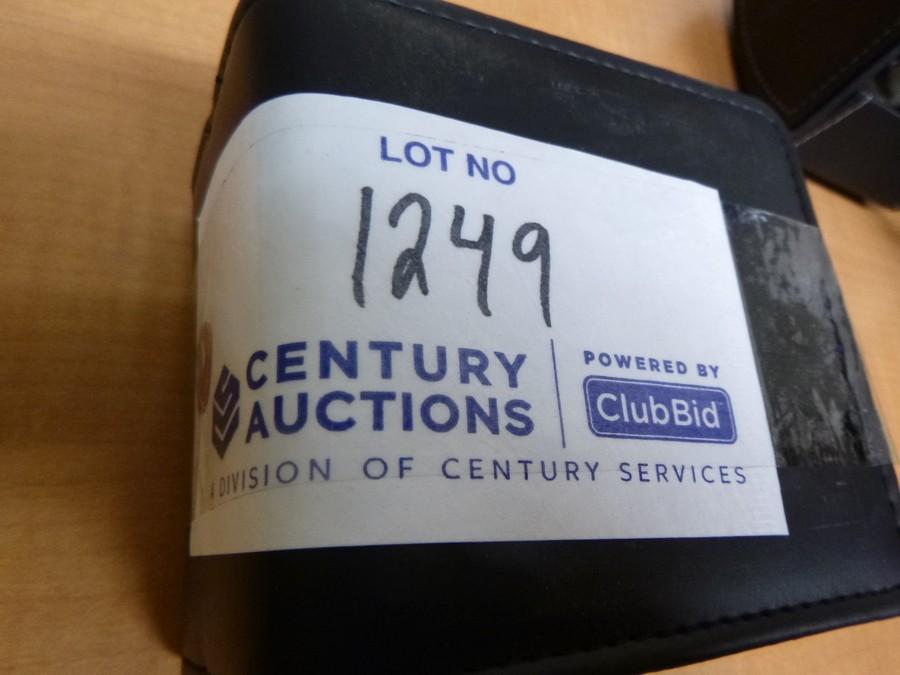 LOT NO
1249
CENTURY
AUCTIONS
POWERED BY
ClubBid
A DIVISION OF CENTURY SERVICES